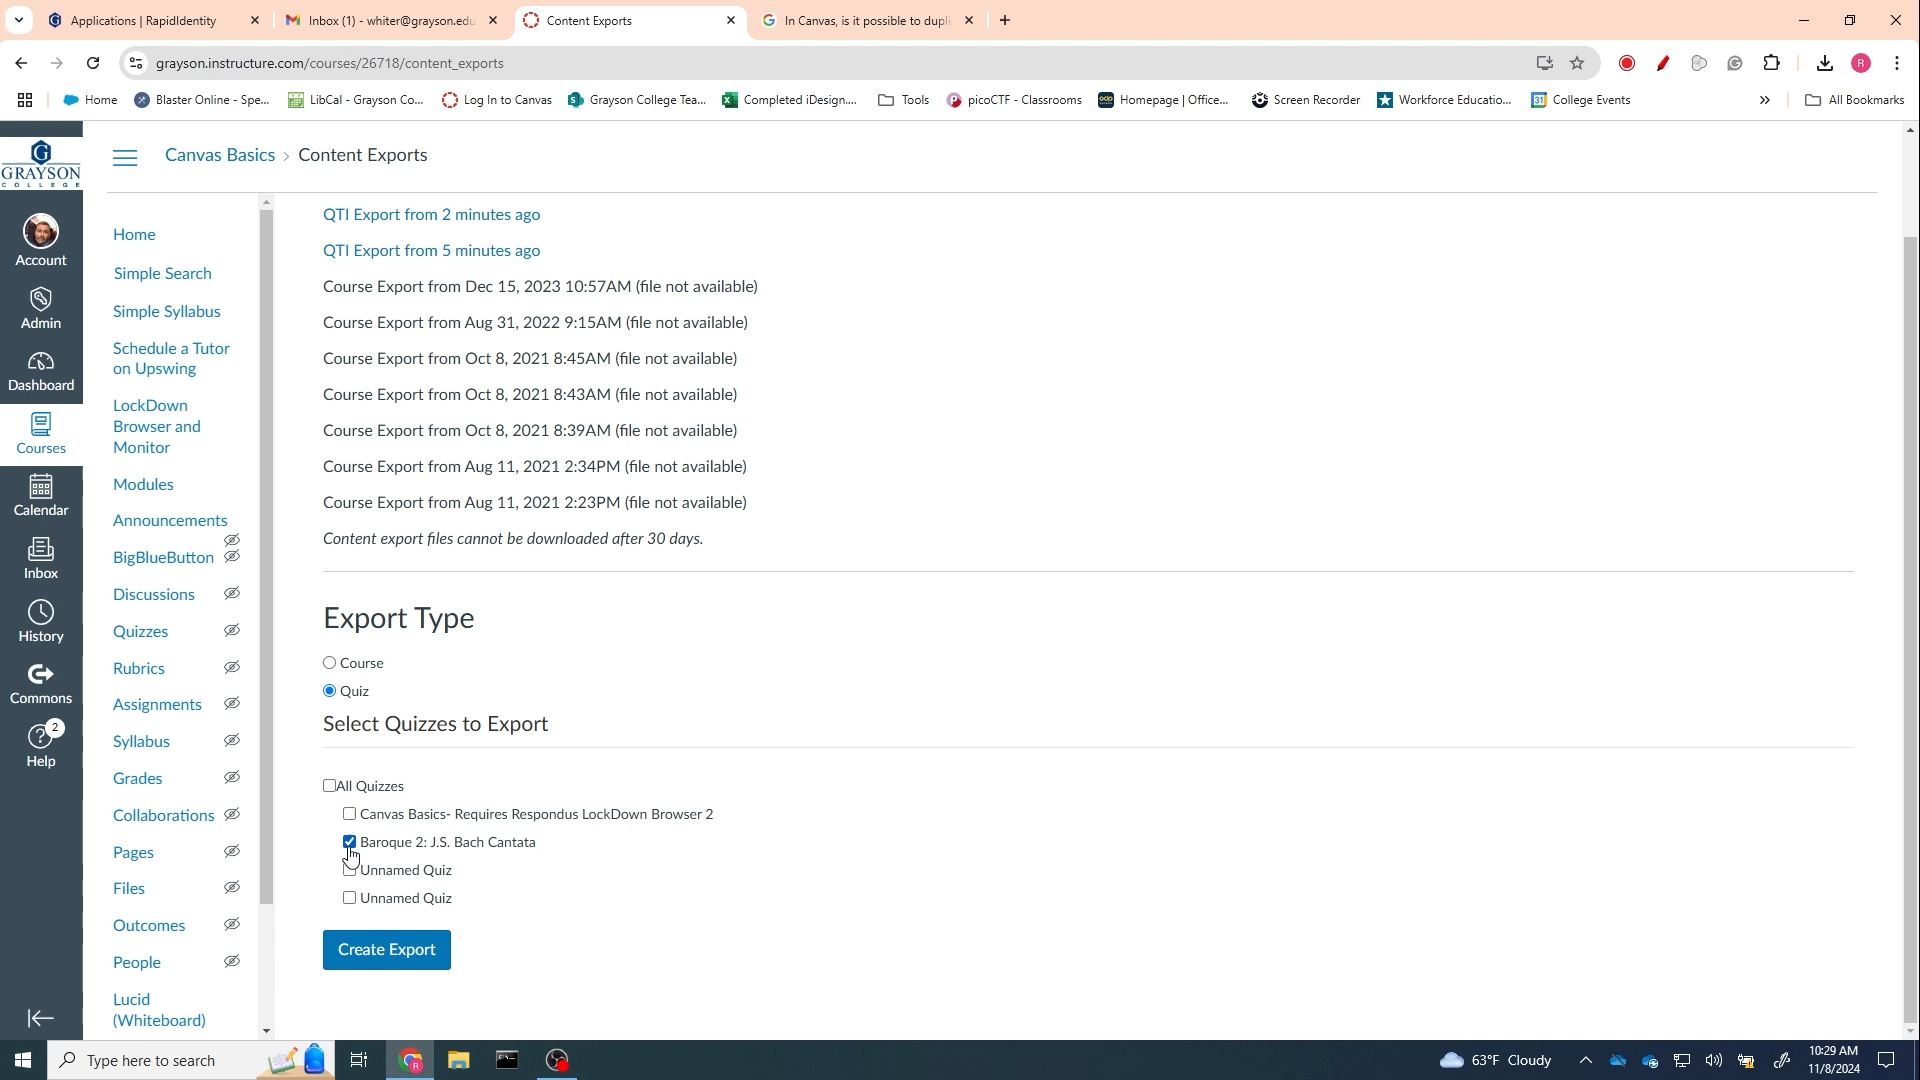 Applications | RapidIdentity
Inbox (1) - whiter@grayson.edu
Content Exports
In Canvas, is it possible to dupli
grayson.instructure.com/courses/26718/content_exports
R
Home
Blaster Online - Spe...
LibCal - Grayson Co...
Log In to Canvas
Grayson College Tea...
Completed iDesign....
Tools
picoCTF - Classrooms
Homepage | Office...
Screen Recorder
Workforce Educatio...
College Events
»
All Bookmarks
GRAYSON
COLLEGE
Account
Admin
Dashboard
Courses
Calendar
Inbox
History
Commons
2
Help
Canvas Basics › Content Exports
Home
Simple Search
Simple Syllabus
Schedule a Tutor
on Upswing
LockDown
Browser and
Monitor
Modules
Announcements
BigBlueButton
Discussions
Quizzes
Rubrics
Assignments
Syllabus
Grades
Collaborations
Pages
Files
Outcomes
People
Lucid
(Whiteboard)
QTI Export from 2 minutes ago
QTI Export from 5 minutes ago
Course Export from Dec 15, 2023 10:57AM (file not available)
Course Export from Aug 31, 2022 9:15AM (file not available)
Course Export from Oct 8, 2021 8:45AM (file not available)
Course Export from Oct 8, 2021 8:43AM (file not available)
Course Export from Oct 8, 2021 8:39AM (file not available)
Course Export from Aug 11, 2021 2:34PM (file not available)
Course Export from Aug 11, 2021 2:23PM (file not available)
Content export files cannot be downloaded after 30 days.
Export Type
Course
Quiz
Select Quizzes to Export
All Quizzes
Canvas Basics- Requires Respondus LockDown Browser 2
Baroque 2: J.S. Bach Cantata
Unnamed Quiz
Unnamed Quiz
Create Export
Type here to search
63°F Cloudy
10:29 AM
11/8/2024